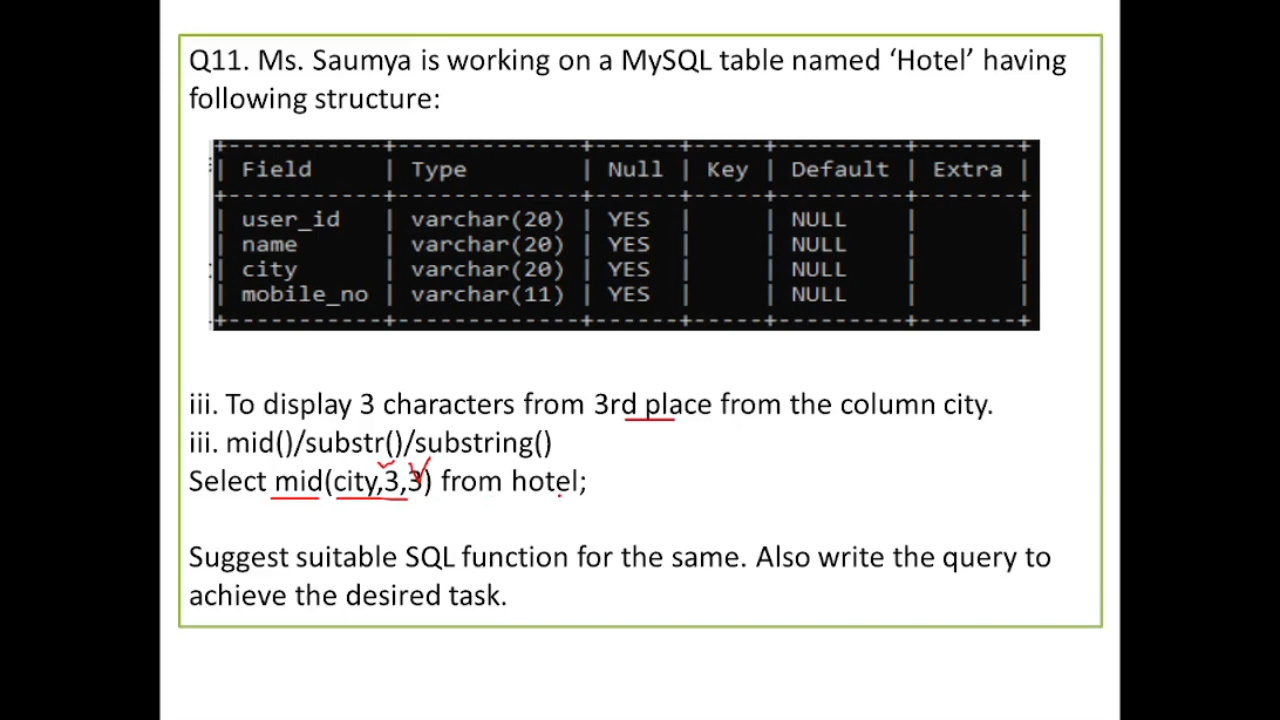 Q11. Ms. Saumya is working on a MySQL table named ‘Hotel’ having
following structure:
+-----------+-------------+------+-----+---------+-------+
| Field | Type | Null | Key | Default | Extra |
+-----------+-------------+------+-----+---------+-------+
| user_id | varchar(20) | YES | | NULL | |
| name | varchar(20) | YES | | NULL | |
| city | varchar(20) | YES | | NULL | |
| mobile_no | varchar(11) | YES | | NULL | |
+-----------+-------------+------+-----+---------+-------+
iii. To display 3 characters from 3rd place from the column city.
iii. mid()/substr()/substring()
Select mid(city,3,3) from hotel;
Suggest suitable SQL function for the same. Also write the query to
achieve the desired task.